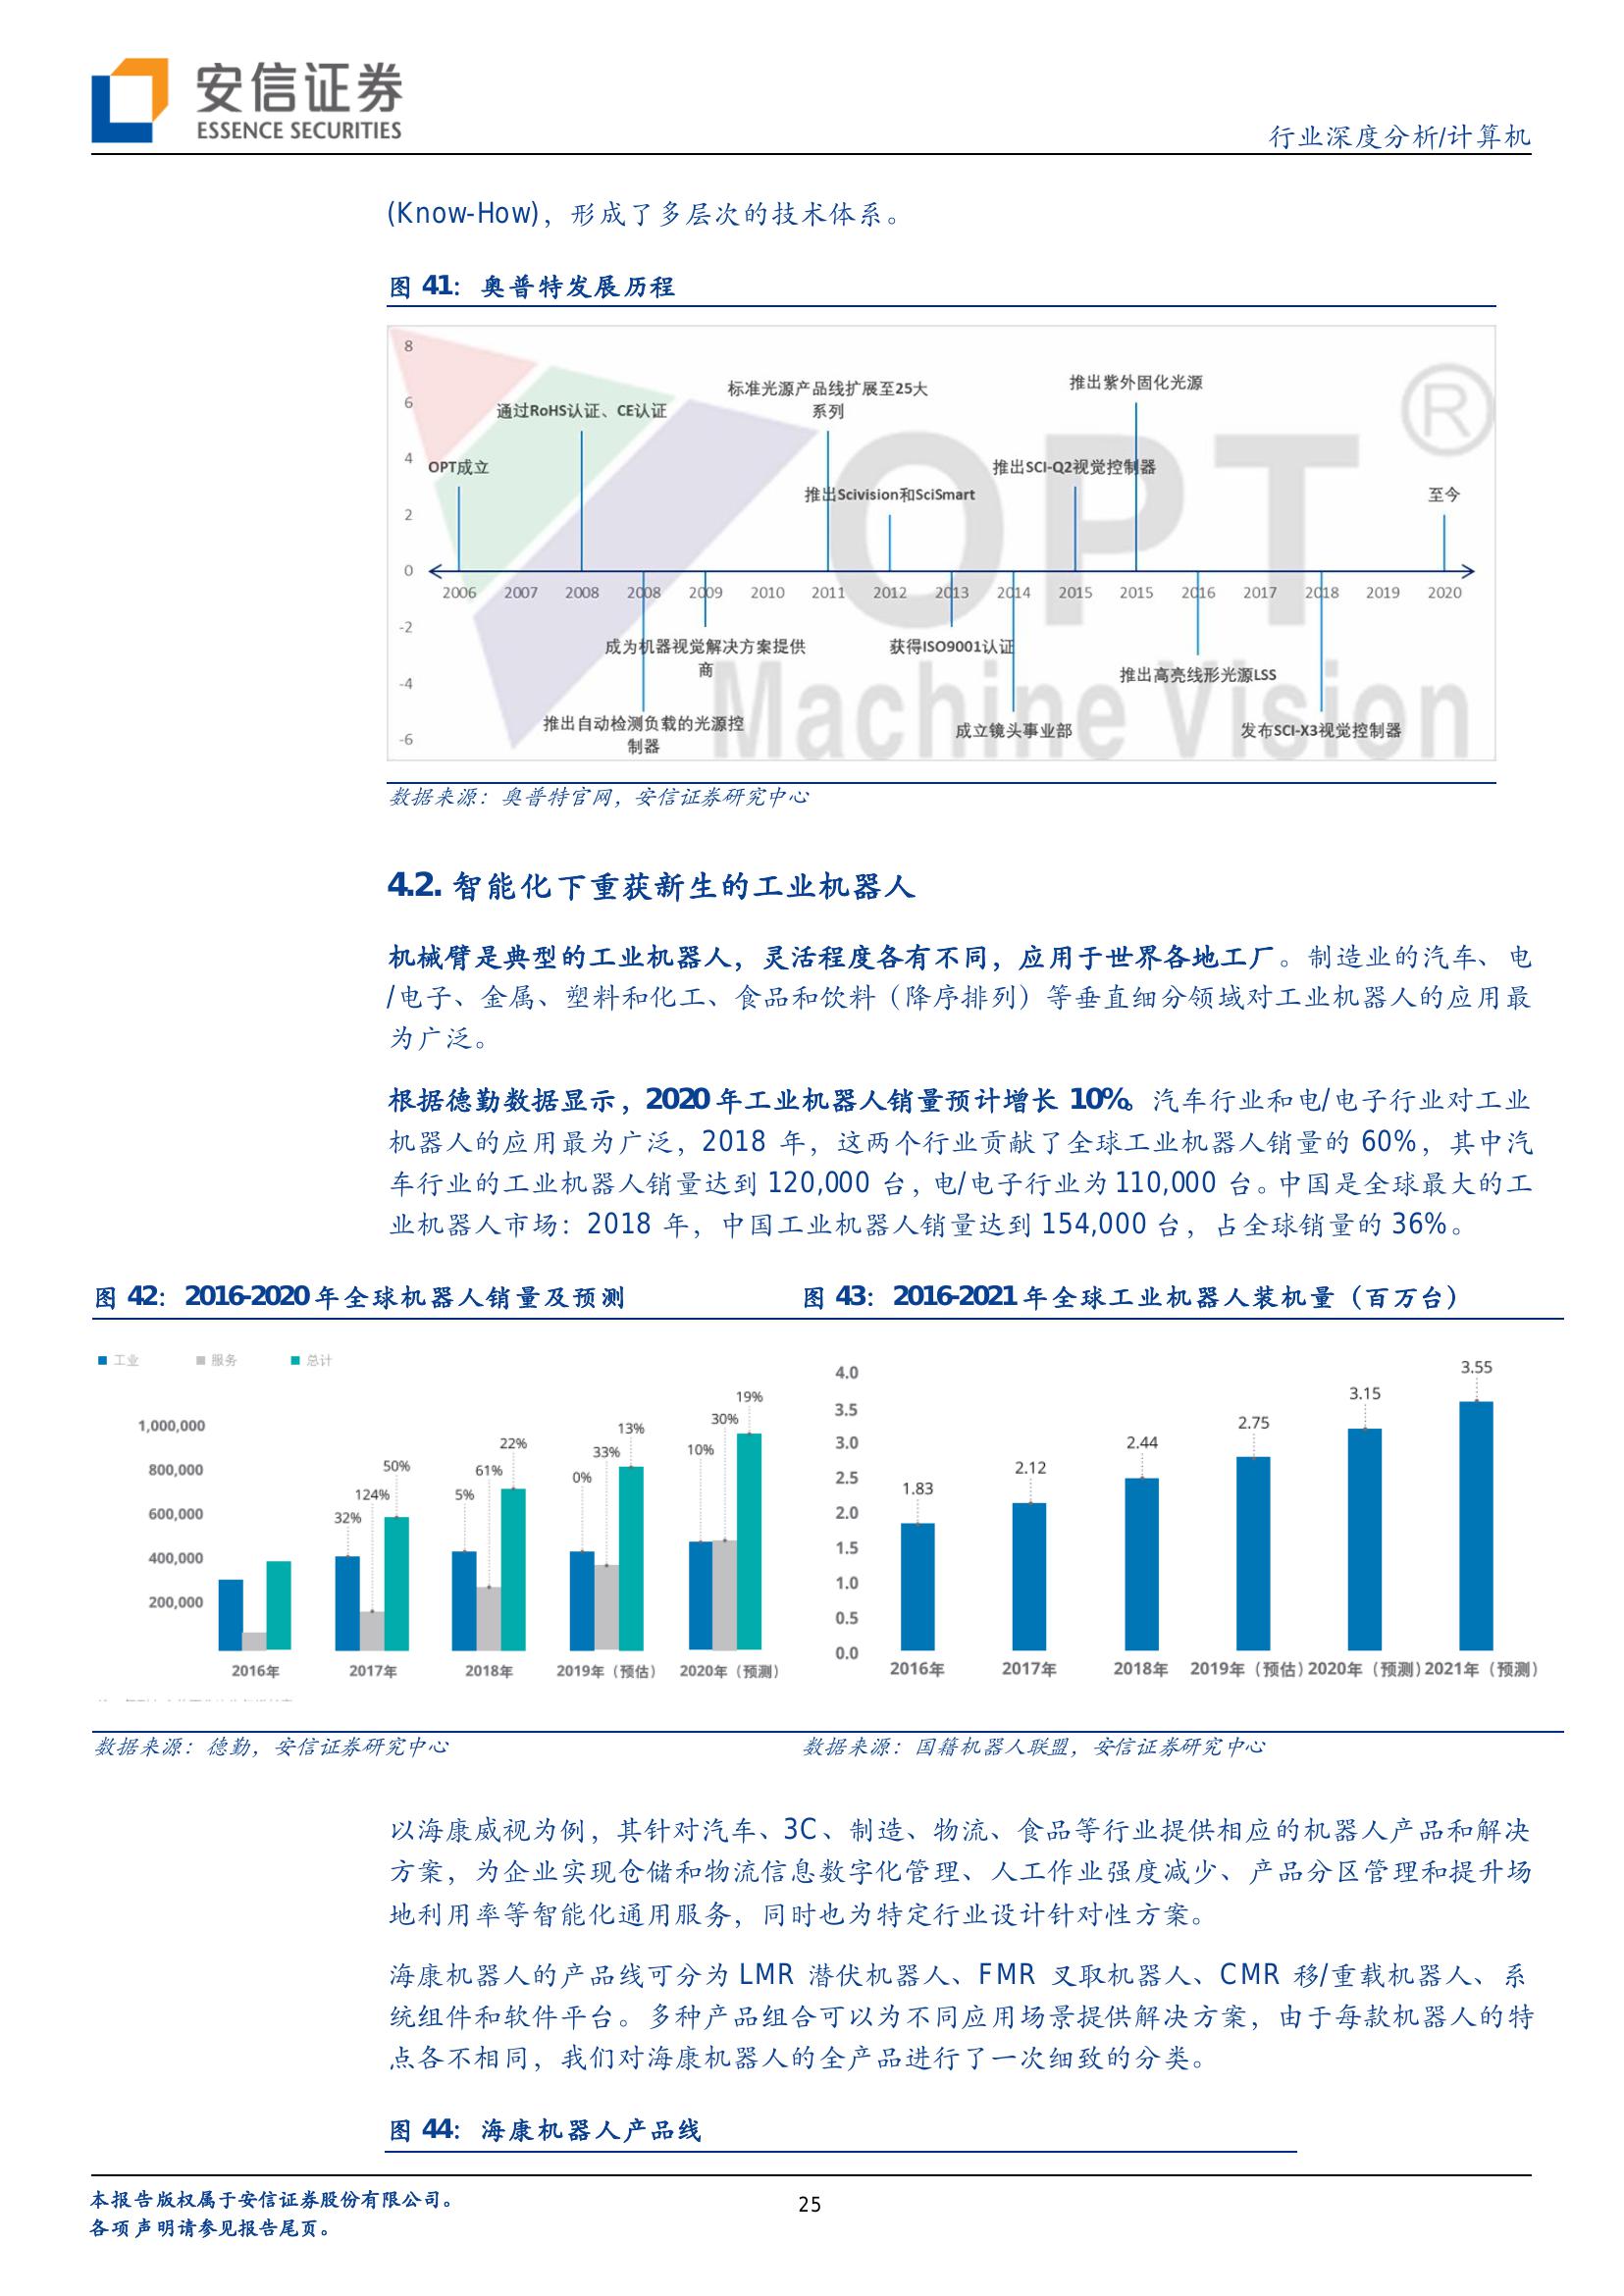 安信证券
ESSENCE SECURITIES
行业深度分析/计算机
(Know-How)，形成了多层次的技术体系。
图 41：奥普特发展历程
8
6
4
2
0
-2
-4
-6
OPT成立
通过RoHS认证、CE认证
标准光源产品线扩展至25大
系列
推出Scivision和SciSmart
推出SCI-Q2视觉控制器
推出紫外固化光源
至今
2006 2007 2008 2008 2009 2010 2011 2012 2013 2014 2015 2015 2016 2017 2018 2019 2020
成为机器视觉解决方案提供
商
推出自动检测负载的光源控
制器
获得ISO9001认证
成立镜头事业部
推出高亮线形光源LSS
发布SCI-X3视觉控制器
OPT
®
Machine Vision
数据来源：奥普特官网，安信证券研究中心
4.2. 智能化下重获新生的工业机器人
机械臂是典型的工业机器人，灵活程度各有不同，应用于世界各地工厂。制造业的汽车、电
/电子、金属、塑料和化工、食品和饮料（降序排列）等垂直细分领域对工业机器人的应用最
为广泛。
根据德勤数据显示，2020年工业机器人销量预计增长 10%。汽车行业和电/电子行业对工业
机器人的应用最为广泛，2018 年，这两个行业贡献了全球工业机器人销量的 60%，其中汽
车行业的工业机器人销量达到 120,000 台，电/电子行业为 110,000 台。中国是全球最大的工
业机器人市场：2018 年，中国工业机器人销量达到 154,000 台，占全球销量的 36%。
图 42：2016-2020年全球机器人销量及预测
工业 服务 总计
1,000,000
800,000
600,000
400,000
200,000
32% 124% 50%
5% 61% 22%
0% 33% 13%
10% 30% 19%
2016年 2017年 2018年 2019年（预估） 2020年（预测）
数据来源：德勤，安信证券研究中心
图 43：2016-2021年全球工业机器人装机量（百万台）
4.0
3.5
3.0
2.5
2.0
1.5
1.0
0.5
0.0
1.83 2.12 2.44 2.75 3.15 3.55
2016年 2017年 2018年 2019年（预估）2020年（预测）2021年（预测）
数据来源：国籍机器人联盟，安信证券研究中心
以海康威视为例，其针对汽车、3C、制造、物流、食品等行业提供相应的机器人产品和解决
方案，为企业实现仓储和物流信息数字化管理、人工作业强度减少、产品分区管理和提升场
地利用率等智能化通用服务，同时也为特定行业设计针对性方案。
海康机器人的产品线可分为 LMR 潜伏机器人、FMR 叉取机器人、CMR 移/重载机器人、系
统组件和软件平台。多种产品组合可以为不同应用场景提供解决方案，由于每款机器人的特
点各不相同，我们对海康机器人的全产品进行了一次细致的分类。
图 44：海康机器人产品线
本报告版权属于安信证券股份有限公司。
各项声明请参见报告尾页。
25